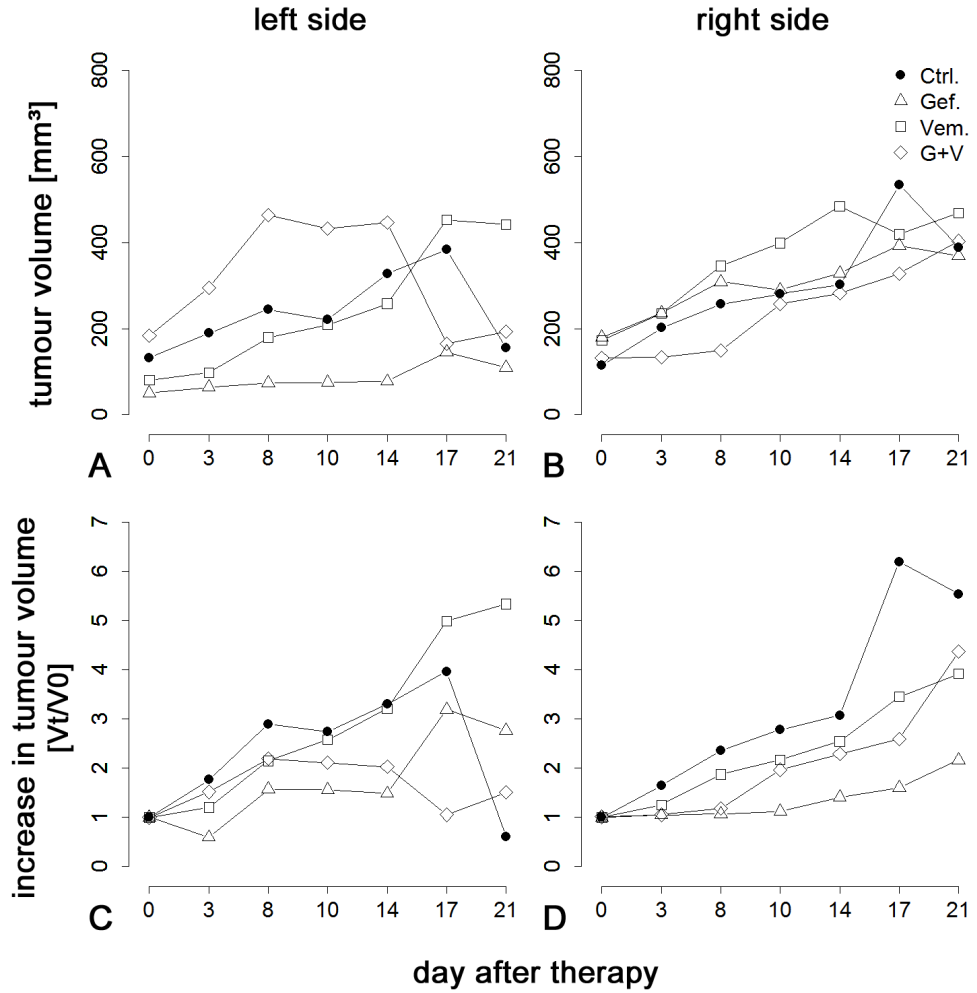 left side
right side
tumour volume [mm³]
800
600
400
200
0
0 3 8 10 14 17 21
A
800
600
400
200
0
Ctrl.
Gef.
Vem.
G+V
0 3 8 10 14 17 21
B
increase in tumour volume
[Vt/V0]
7
6
5
4
3
2
1
0
0 3 8 10 14 17 21
C
7
6
5
4
3
2
1
0
0 3 8 10 14 17 21
D
day after therapy